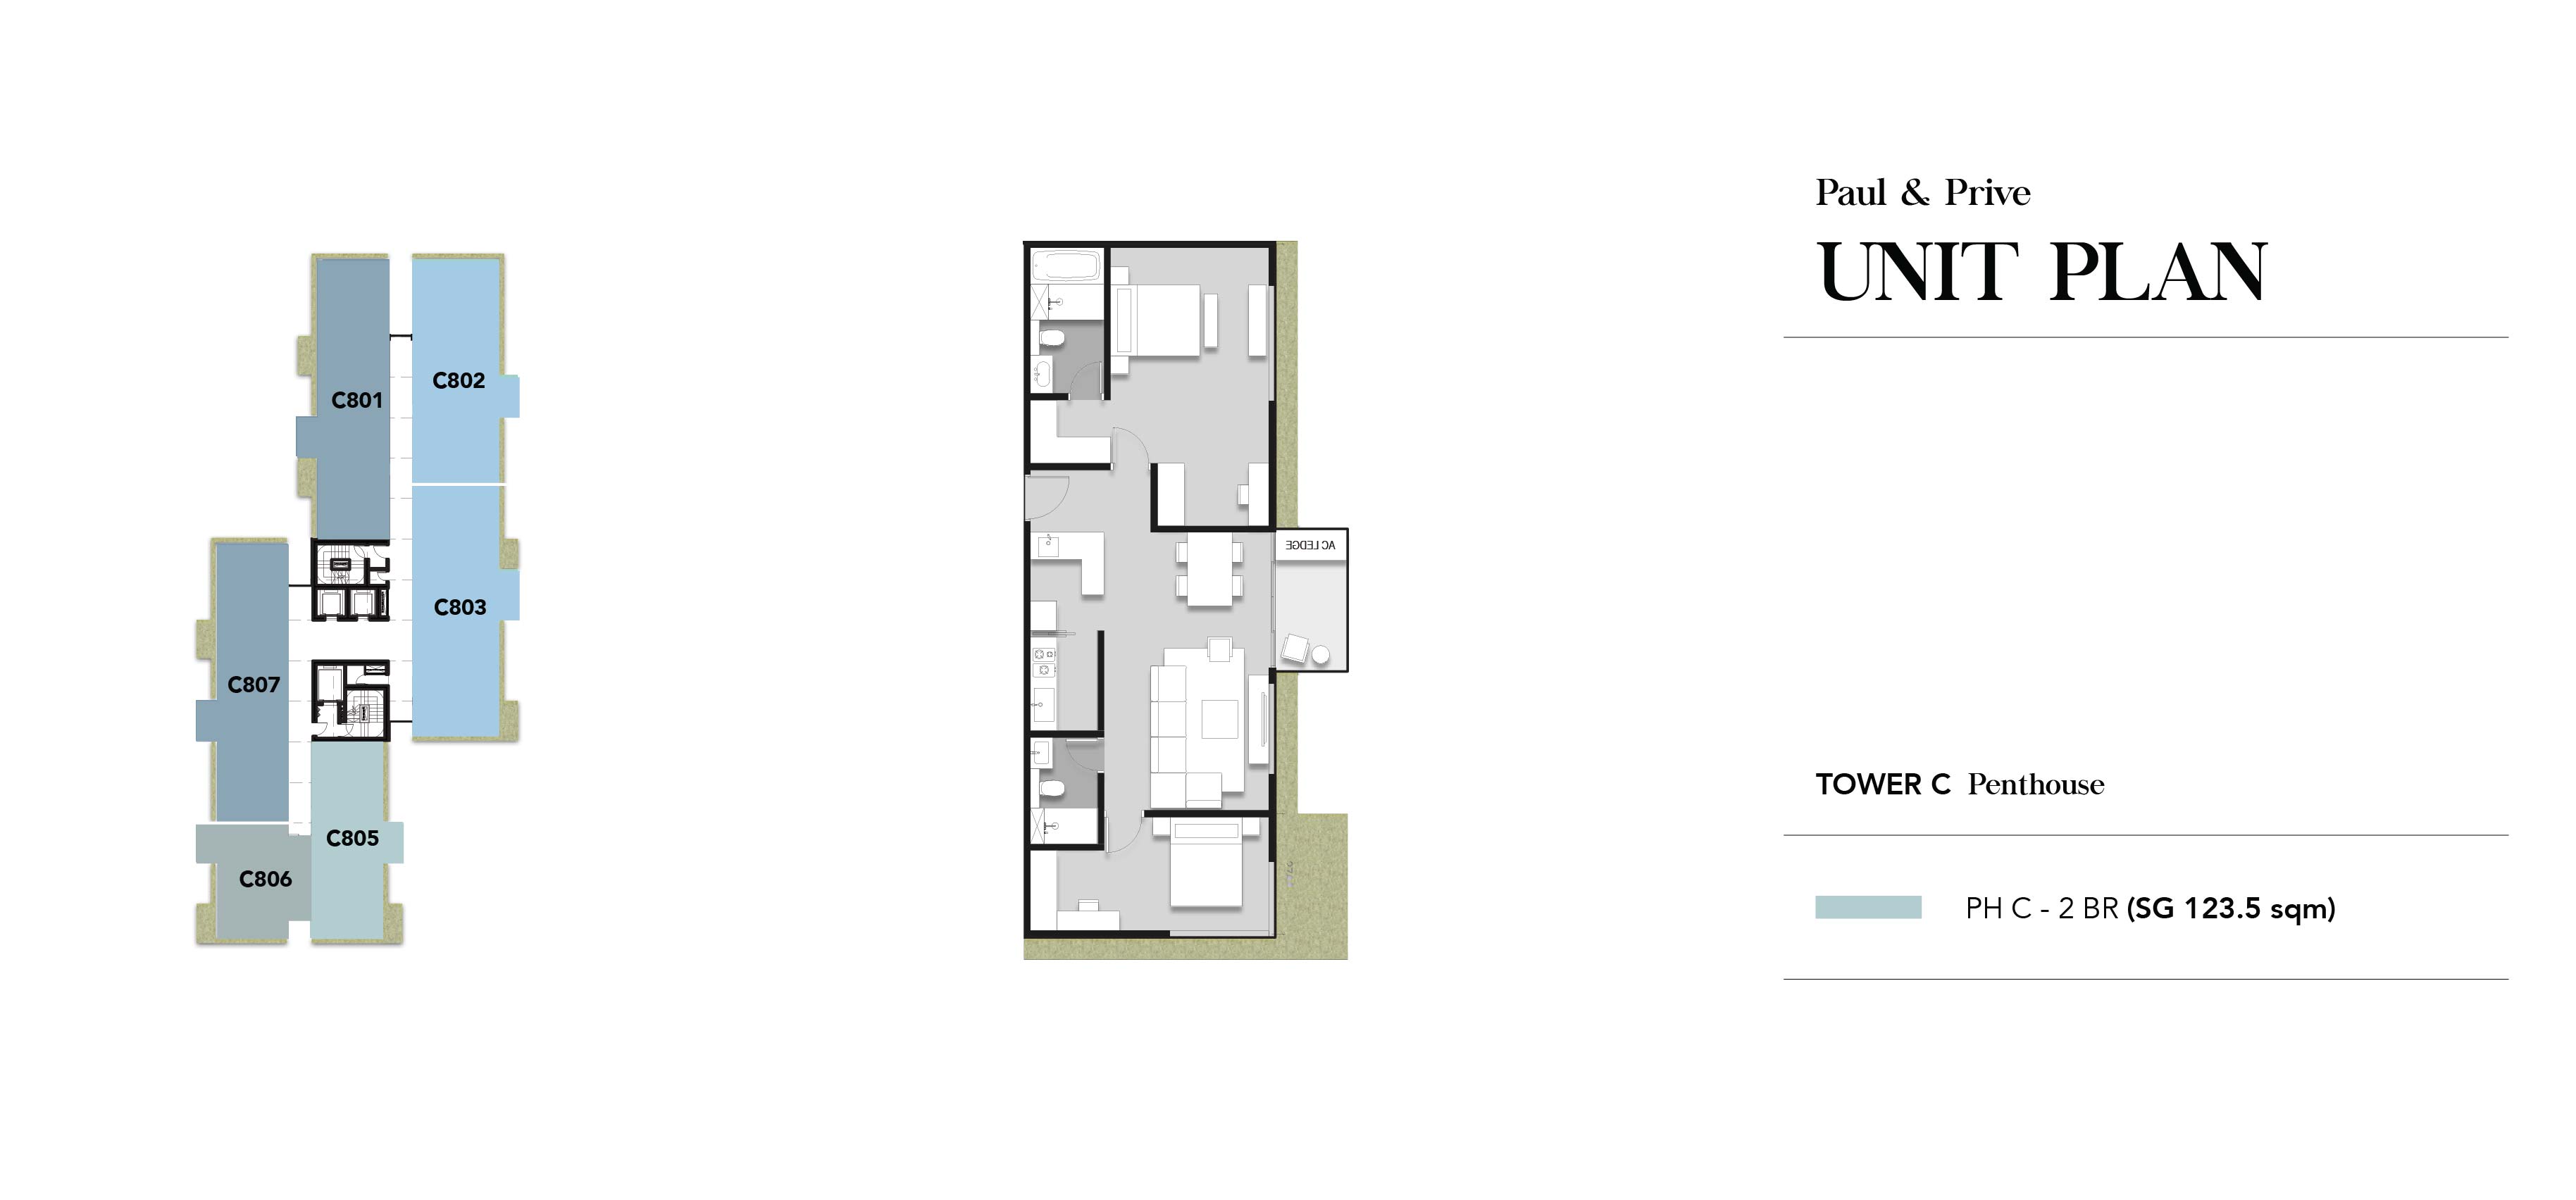 Paul & Prive
UNIT PLAN
C801
C802
C803
C807
C805
C806
AC LEDGE
TOWER C Penthouse
PH C - 2 BR (SG 123.5 sqm)